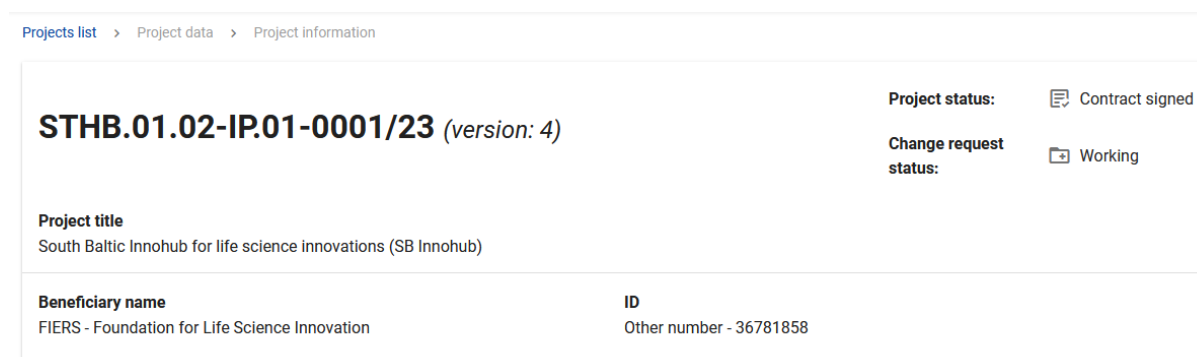 Projects list > Project data > Project information
STHB.01.02-IP.01-0001/23 (version: 4)
Project status: Contract signed
Change request status: Working
Project title
South Baltic Innohub for life science innovations (SB Innohub)
Beneficiary name
FIERS - Foundation for Life Science Innovation
ID
Other number - 36781858